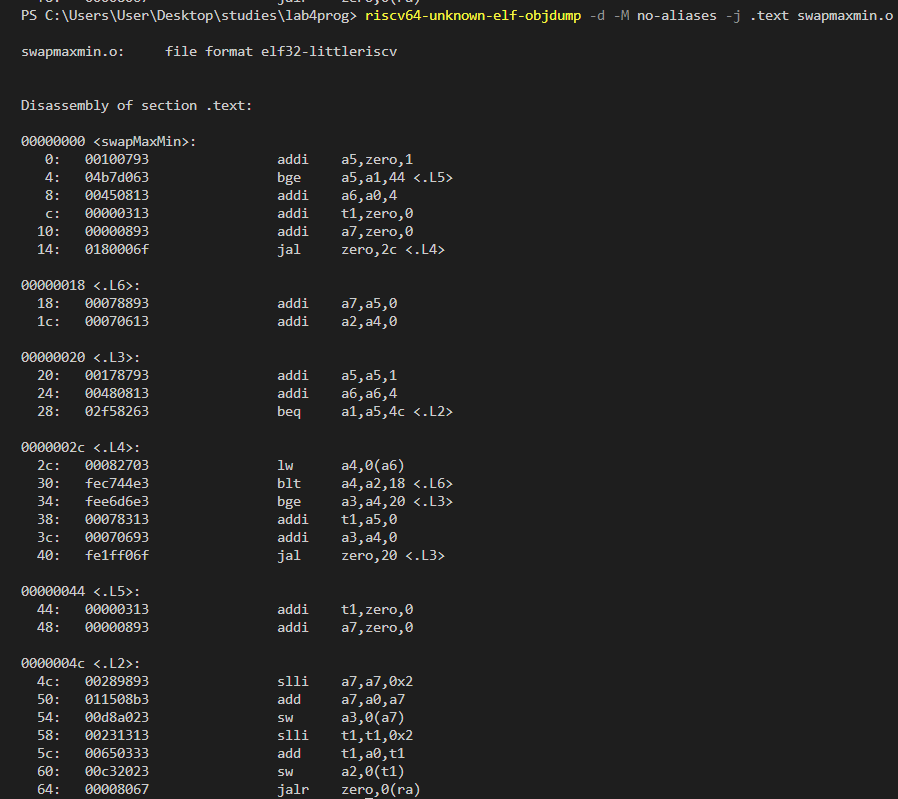 PS C:\Users\User\Desktop\studies\lab4prog> riscv64-unknown-elf-objdump -d -M no-aliases -j .text swapmaxmin.o
swapmaxmin.o:     file format elf32-littleriscv
Disassembly of section .text:
00000000 <swapMaxMin>:
   0:   00100793                addi    a5,zero,1
   4:   04b7d063                bge     a5,a1,44 <.L5>
   8:   00450813                addi    a6,a0,4
   c:   00000313                addi    t1,zero,0
  10:   00000893                addi    a7,zero,0
  14:   0180006f                jal     zero,2c <.L4>
00000018 <.L6>:
  18:   00078893                addi    a7,a5,0
  1c:   00070613                addi    a2,a4,0
00000020 <.L3>:
  20:   00178793                addi    a5,a5,1
  24:   00480813                addi    a6,a6,4
  28:   02f58263                beq     a1,a5,4c <.L2>
0000002c <.L4>:
  2c:   00082703                lw      a4,0(a6)
  30:   fec744e3                blt     a4,a2,18 <.L6>
  34:   fee6d6e3                bge     a3,a4,20 <.L3>
  38:   00078313                addi    t1,a5,0
  3c:   00070693                addi    a3,a4,0
  40:   fe1ff06f                jal     zero,20 <.L3>
00000044 <.L5>:
  44:   00000313                addi    t1,zero,0
  48:   00000893                addi    a7,zero,0
0000004c <.L2>:
  4c:   00289893                slli    a7,a7,0x2
  50:   011508b3                add     a7,a0,a7
  54:   00d8a023                sw      a3,0(a7)
  58:   00231313                slli    t1,t1,0x2
  5c:   00650333                add     t1,a0,t1
  60:   00c32023                sw      a2,0(t1)
  64:   00008067                jalr    zero,0(ra)